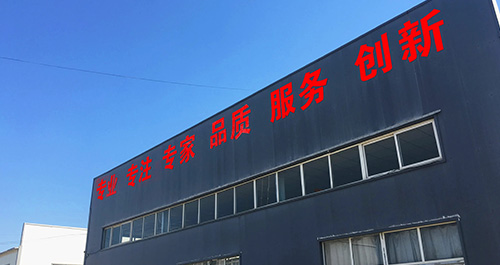 专业 专注 专家 品质 服务 创新